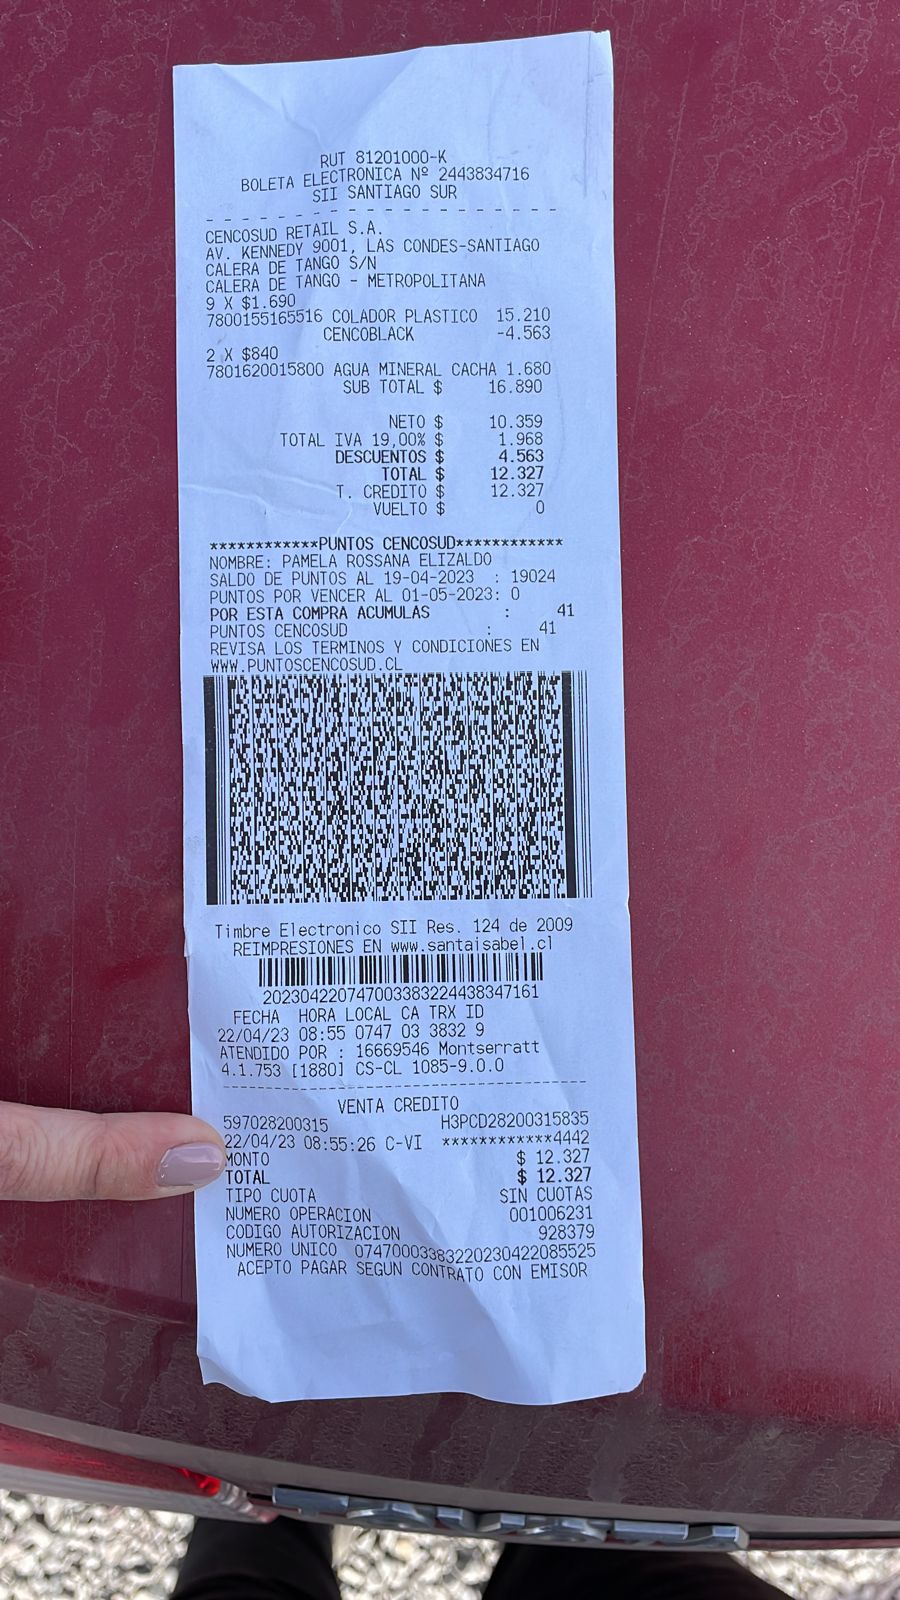 RUT 81201000-K
BOLETA ELECTRONICA Nº 2443834716
SII SANTIAGO SUR
CENCOSUD RETAIL S.A.
AV. KENNEDY 9001, LAS CONDES-SANTIAGO
CALERA DE TANGO S/N
CALERA DE TANGO - METROPOLITANA
9 X $1.690
7800155165516 COLADOR PLASTICO 15.210
CENCOBLACK -4.563
2 X $840
7801620015800 AGUA MINERAL CACHA 1.680
SUB TOTAL $ 16.890
NETO $ 10.359
TOTAL IVA 19,00% $ 1.968
DESCUENTOS $ 4.563
TOTAL $ 12.327
T. CREDITO $ 12.327
VUELTO $ 0
************PUNTOS CENCOSUD************
NOMBRE: PAMELA ROSSANA ELIZALDO
SALDO DE PUNTOS AL 19-04-2023 : 19024
PUNTOS POR VENCER AL 01-05-2023: 0
POR ESTA COMPRA ACUMULAS : 41
PUNTOS CENCOSUD : 41
REVISA LOS TERMINOS Y CONDICIONES EN
WWW.PUNTOSCENCOSUD.CL
Timbre Electronico SII Res. 124 de 2009
REIMPRESIONES EN www.santaisabel.cl
202304220747003383224438347161
FECHA HORA LOCAL CA TRX ID
22/04/23 08:55 0747 03 3832 9
ATENDIDO POR : 16669546 Montserratt
4.1.753 [1880] CS-CL 1085-9.0.0
VENTA CREDITO
597028200315 H3PCD28200315835
22/04/23 08:55:26 C-VI ************4442
MONTO $ 12.327
TOTAL $ 12.327
TIPO CUOTA SIN CUOTAS
NUMERO OPERACION 001006231
CODIGO AUTORIZACION 928379
NUMERO UNICO 07470003383220230422085525
ACEPTO PAGAR SEGUN CONTRATO CON EMISOR